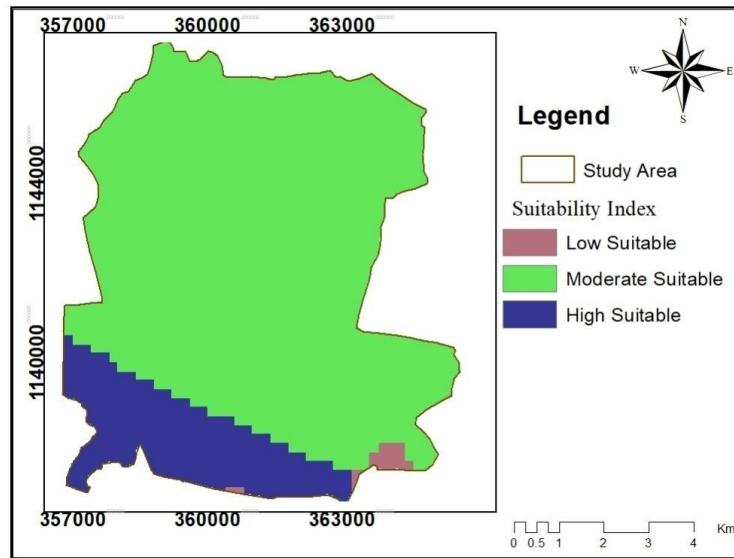 357000 360000 363000
N
W E
S
Legend
Study Area
Suitability Index
Low Suitable
Moderate Suitable
High Suitable
1144000
1140000
357000 360000 363000
Km
0 0.5 1 2 3 4